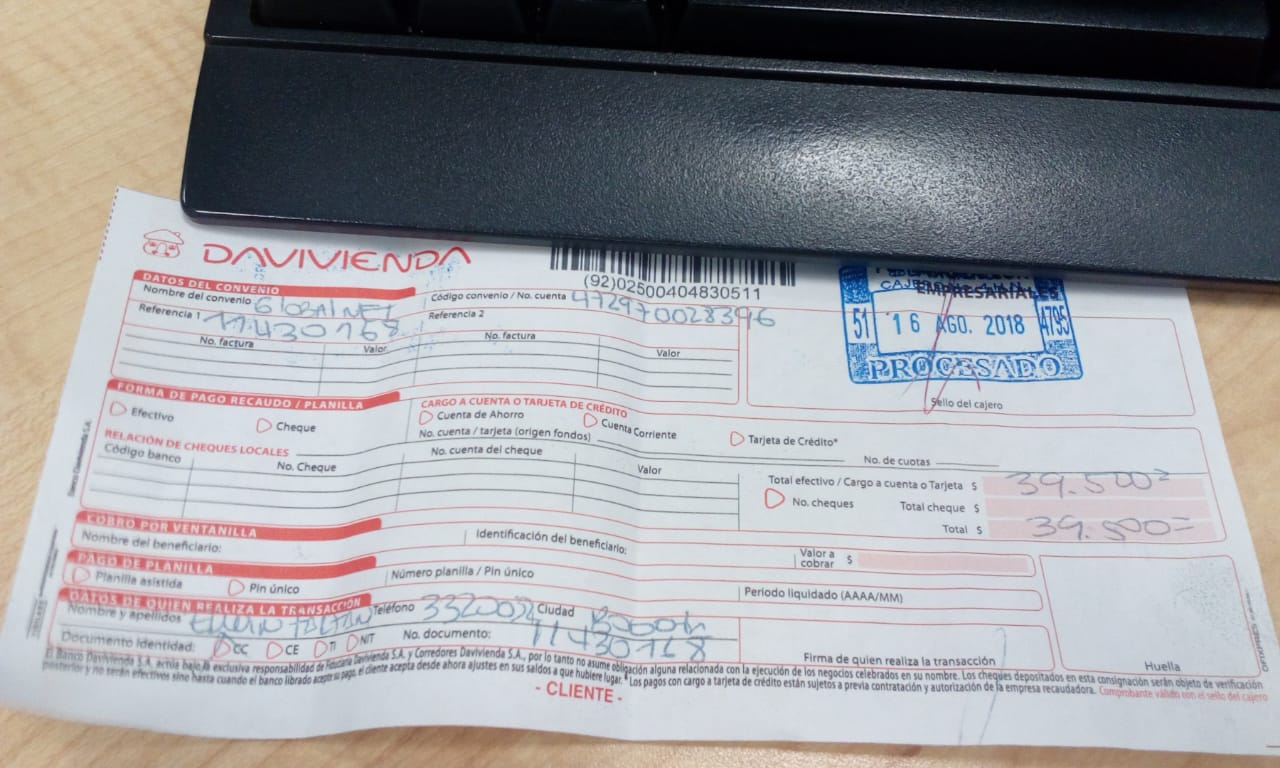 DAVIVIENDA
(92)02500404830511
EMPRESARIAL
51 16 AGO. 2018 4795
PROCESADO
Sello del cajero
DATOS DEL CONVENIO
Nombre del convenio GlobalNET Código convenio / No. cuenta 472970028396
Referencia 1 11.430168 Referencia 2
No. factura Valor No. factura Valor
FORMA DE PAGO RECAUDO / PLANILLA CARGO A CUENTA O TARJETA DE CRÉDITO
Efectivo Cheque Cuenta de Ahorro Cuenta Corriente Tarjeta de Crédito*
No. cuenta / tarjeta (origen fondos) No. de cuotas
RELACIÓN DE CHEQUES LOCALES
Código banco No. Cheque No. cuenta del cheque Valor
Total efectivo / Cargo a cuenta o Tarjeta $ 39.500=
No. cheques Total cheque $
Total $ 39.500=
COBRO POR VENTANILLA
Nombre del beneficiario: Identificación del beneficiario: Valor a cobrar $
PAGO DE PLANILLA
Planilla asistida Pin único Número planilla / Pin único Periodo liquidado (AAAA/MM)
DATOS DE QUIEN REALIZA LA TRANSACCIÓN
Nombre y apellidos Teléfono 3320032 Ciudad Bogotá
Documento Identidad: CC CE TI NIT No. documento: 11430168
Firma de quien realiza la transacción Huella
El Banco Davivienda S.A. actúa bajo la exclusiva responsabilidad de Fiduciaria Davivienda S.A. y Corredores Davivienda S.A., por lo tanto no asume obligación alguna relacionada con la ejecución de los negocios celebrados en su nombre. Los cheques depositados en esta consignación serán objeto de verificación
posterior y no serán efectivos sino hasta cuando el banco librado acepte su pago, el cliente acepta desde ahora ajustes en sus saldos a que hubiere lugar. *Los pagos con cargo a tarjeta de crédito están sujetos a previa contratación y autorización de la empresa recaudadora. Comprobante válido con el sello del cajero
- CLIENTE -
Banco Davivienda S.A.